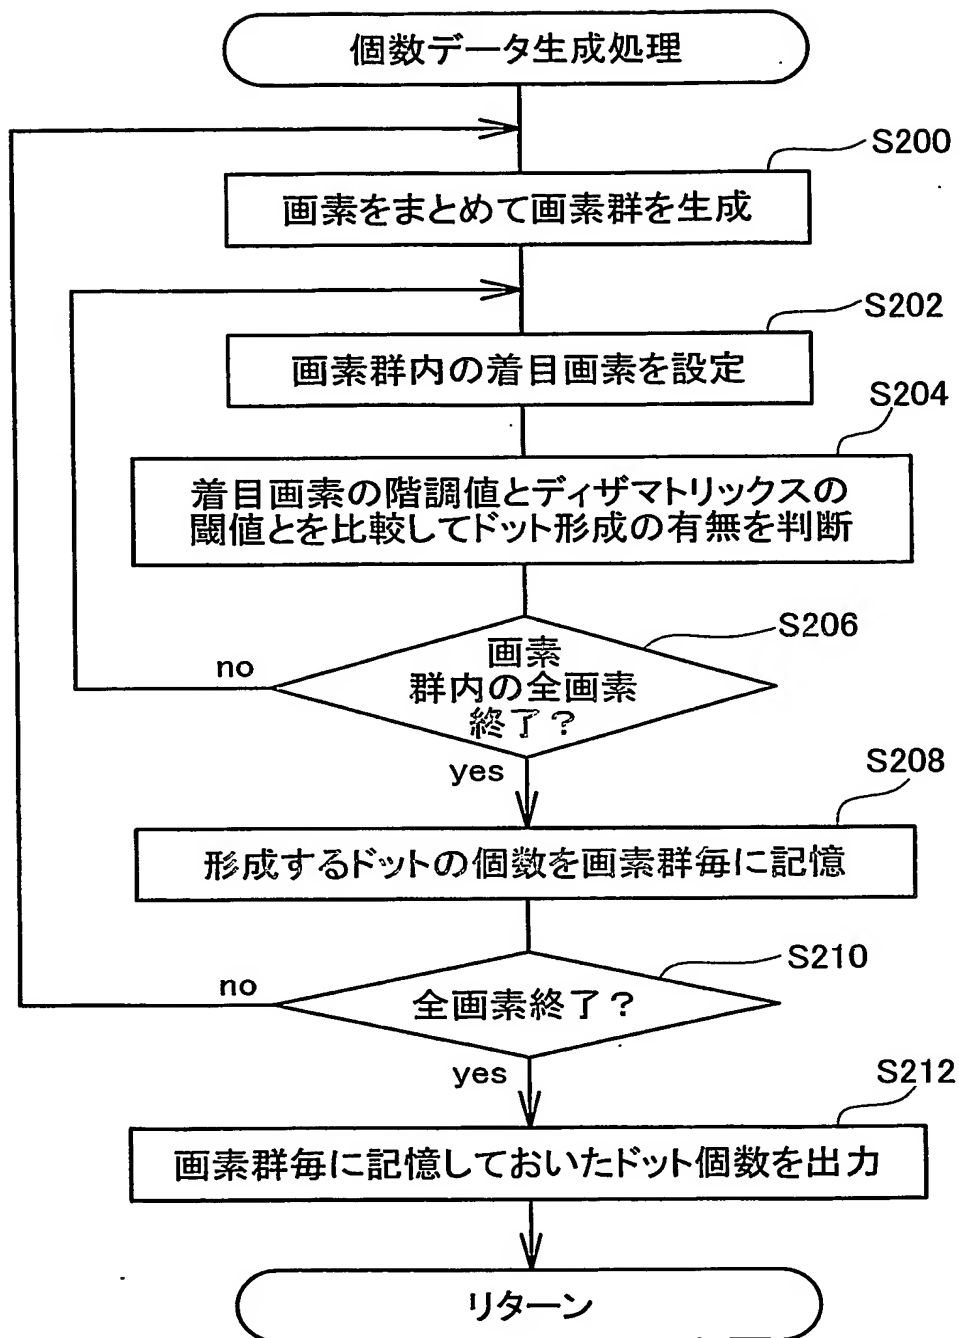 個数データ生成処理
S200
画素をまとめて画素群を生成
S202
画素群内の着目画素を設定
S204
着目画素の階調値とディザマトリックスの
閾値とを比較してドット形成の有無を判断
S206
no
画素
群内の全画素
終了？
yes
S208
形成するドットの個数を画素群毎に記憶
S210
no
全画素終了？
yes
S212
画素群毎に記憶しておいたドット個数を出力
リターン